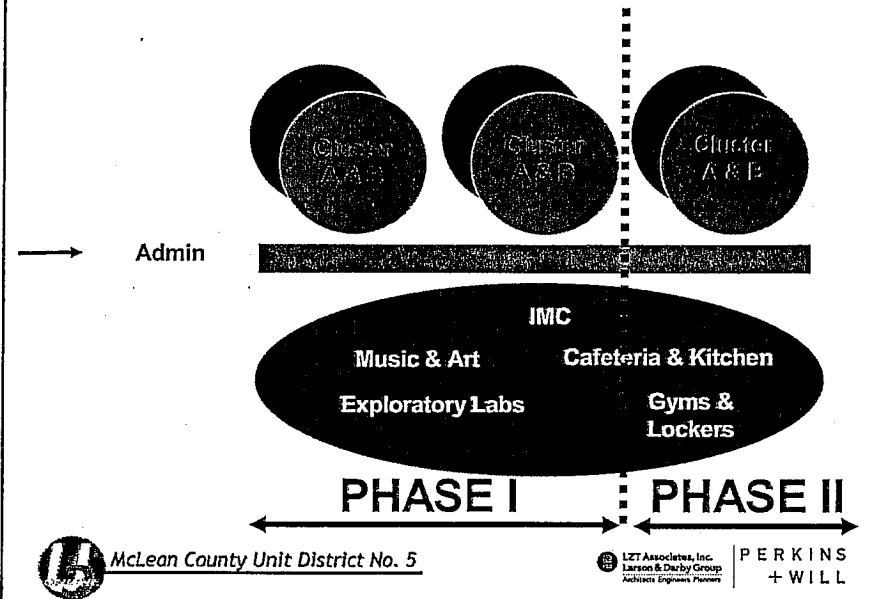 Cluster
A & B
Cluster
A & B
Cluster
A & B
Admin
IMC
Music & Art
Cafeteria & Kitchen
Exploratory Labs
Gyms &
Lockers
PHASE I
PHASE II
McLean County Unit District No. 5
LZT Associates, Inc.
Larson & Darby Group
Architects Engineers Planners
PERKINS
+ WILL